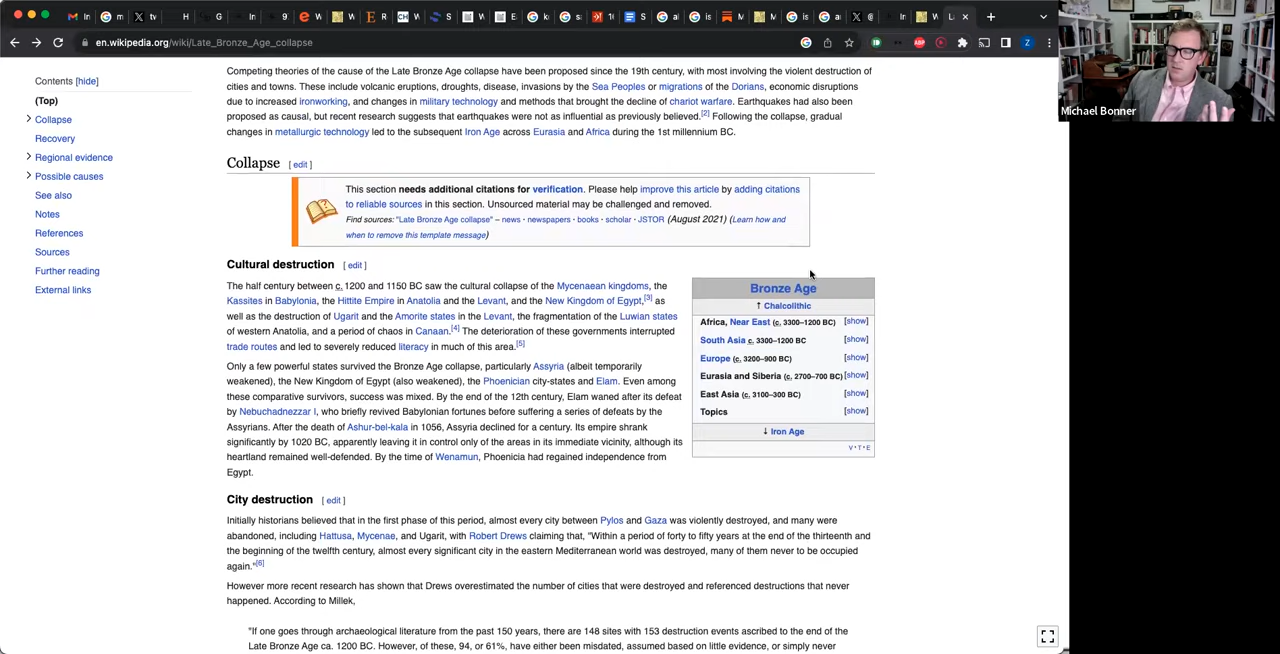 In
m
tv
H
G
In
9
W
W
E
R
W
S
W
E
k
s
10
S
al
is
M
M
is
al
@
In
W
L
en.wikipedia.org/wiki/Late_Bronze_Age_collapse
ABP
Z
Michael Bonner
Contents [hide]
(Top)
Collapse
Recovery
Regional evidence
Possible causes
See also
Notes
References
Sources
Further reading
External links
Competing theories of the cause of the Late Bronze Age collapse have been proposed since the 19th century, with most involving the violent destruction of
cities and towns. These include volcanic eruptions, droughts, disease, invasions by the Sea Peoples or migrations of the Dorians, economic disruptions
due to increased ironworking, and changes in military technology and methods that brought the decline of chariot warfare. Earthquakes had also been
proposed as causal, but recent research suggests that earthquakes were not as influential as previously believed.[2] Following the collapse, gradual
changes in metallurgic technology led to the subsequent Iron Age across Eurasia and Africa during the 1st millennium BC.
Collapse [ edit ]
This section needs additional citations for verification. Please help improve this article by adding citations
to reliable sources in this section. Unsourced material may be challenged and removed.
Find sources: "Late Bronze Age collapse" – news · newspapers · books · scholar · JSTOR (August 2021) (Learn how and
when to remove this template message)
Cultural destruction [ edit ]
The half century between c. 1200 and 1150 BC saw the cultural collapse of the Mycenaean kingdoms, the
Kassites in Babylonia, the Hittite Empire in Anatolia and the Levant, and the New Kingdom of Egypt,[3] as
well as the destruction of Ugarit and the Amorite states in the Levant, the fragmentation of the Luwian states
of western Anatolia, and a period of chaos in Canaan.[4] The deterioration of these governments interrupted
trade routes and led to severely reduced literacy in much of this area.[5]
Only a few powerful states survived the Bronze Age collapse, particularly Assyria (albeit temporarily
weakened), the New Kingdom of Egypt (also weakened), the Phoenician city-states and Elam. Even among
these comparative survivors, success was mixed. By the end of the 12th century, Elam waned after its defeat
by Nebuchadnezzar I, who briefly revived Babylonian fortunes before suffering a series of defeats by the
Assyrians. After the death of Ashur-bel-kala in 1056, Assyria declined for a century. Its empire shrank
significantly by 1020 BC, apparently leaving it in control only of the areas in its immediate vicinity, although its
heartland remained well-defended. By the time of Wenamun, Phoenicia had regained independence from
Egypt.
Bronze Age
↑ Chalcolithic
Africa, Near East (c. 3300–1200 BC) [show]
South Asia c. 3300–1200 BC [show]
Europe (c. 3200–900 BC) [show]
Eurasia and Siberia (c. 2700–700 BC) [show]
East Asia (c. 3100–300 BC) [show]
Topics [show]
↓ Iron Age
V·T·E
City destruction [ edit ]
Initially historians believed that in the first phase of this period, almost every city between Pylos and Gaza was violently destroyed, and many were
abandoned, including Hattusa, Mycenae, and Ugarit, with Robert Drews claiming that, "Within a period of forty to fifty years at the end of the thirteenth and
the beginning of the twelfth century, almost every significant city in the eastern Mediterranean world was destroyed, many of them never to be occupied
again."[6]
However more recent research has shown that Drews overestimated the number of cities that were destroyed and referenced destructions that never
happened. According to Millek,
"If one goes through archaeological literature from the past 150 years, there are 148 sites with 153 destruction events ascribed to the end of the
Late Bronze Age ca. 1200 BC. However, of these, 94, or 61%, have either been misdated, assumed based on little evidence, or simply never